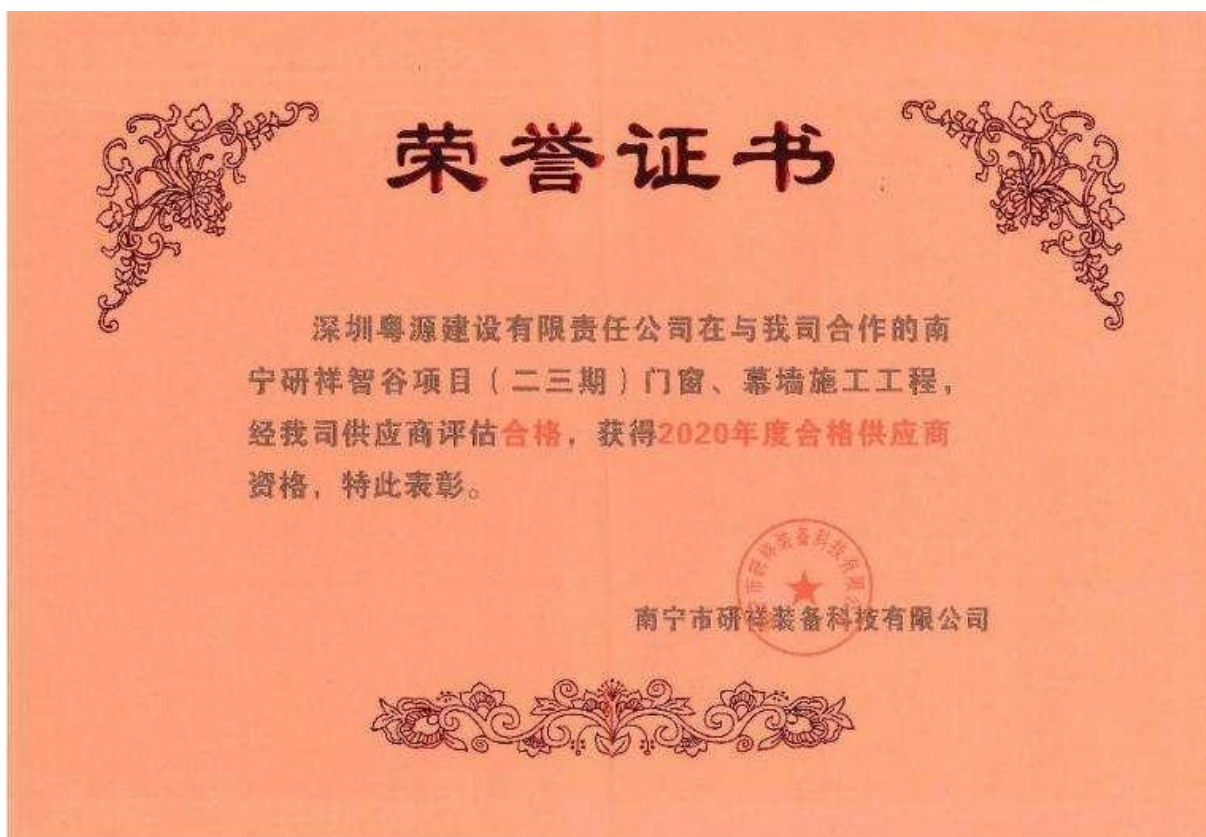 荣誉证书
深圳粤源建设有限责任公司在与我司合作的南
宁研祥智谷项目（二三期）门窗、幕墙施工工程，
经我司供应商评估合格，获得2020年度合格供应商
资格，特此表彰。
南宁市研祥装备科技有限公司